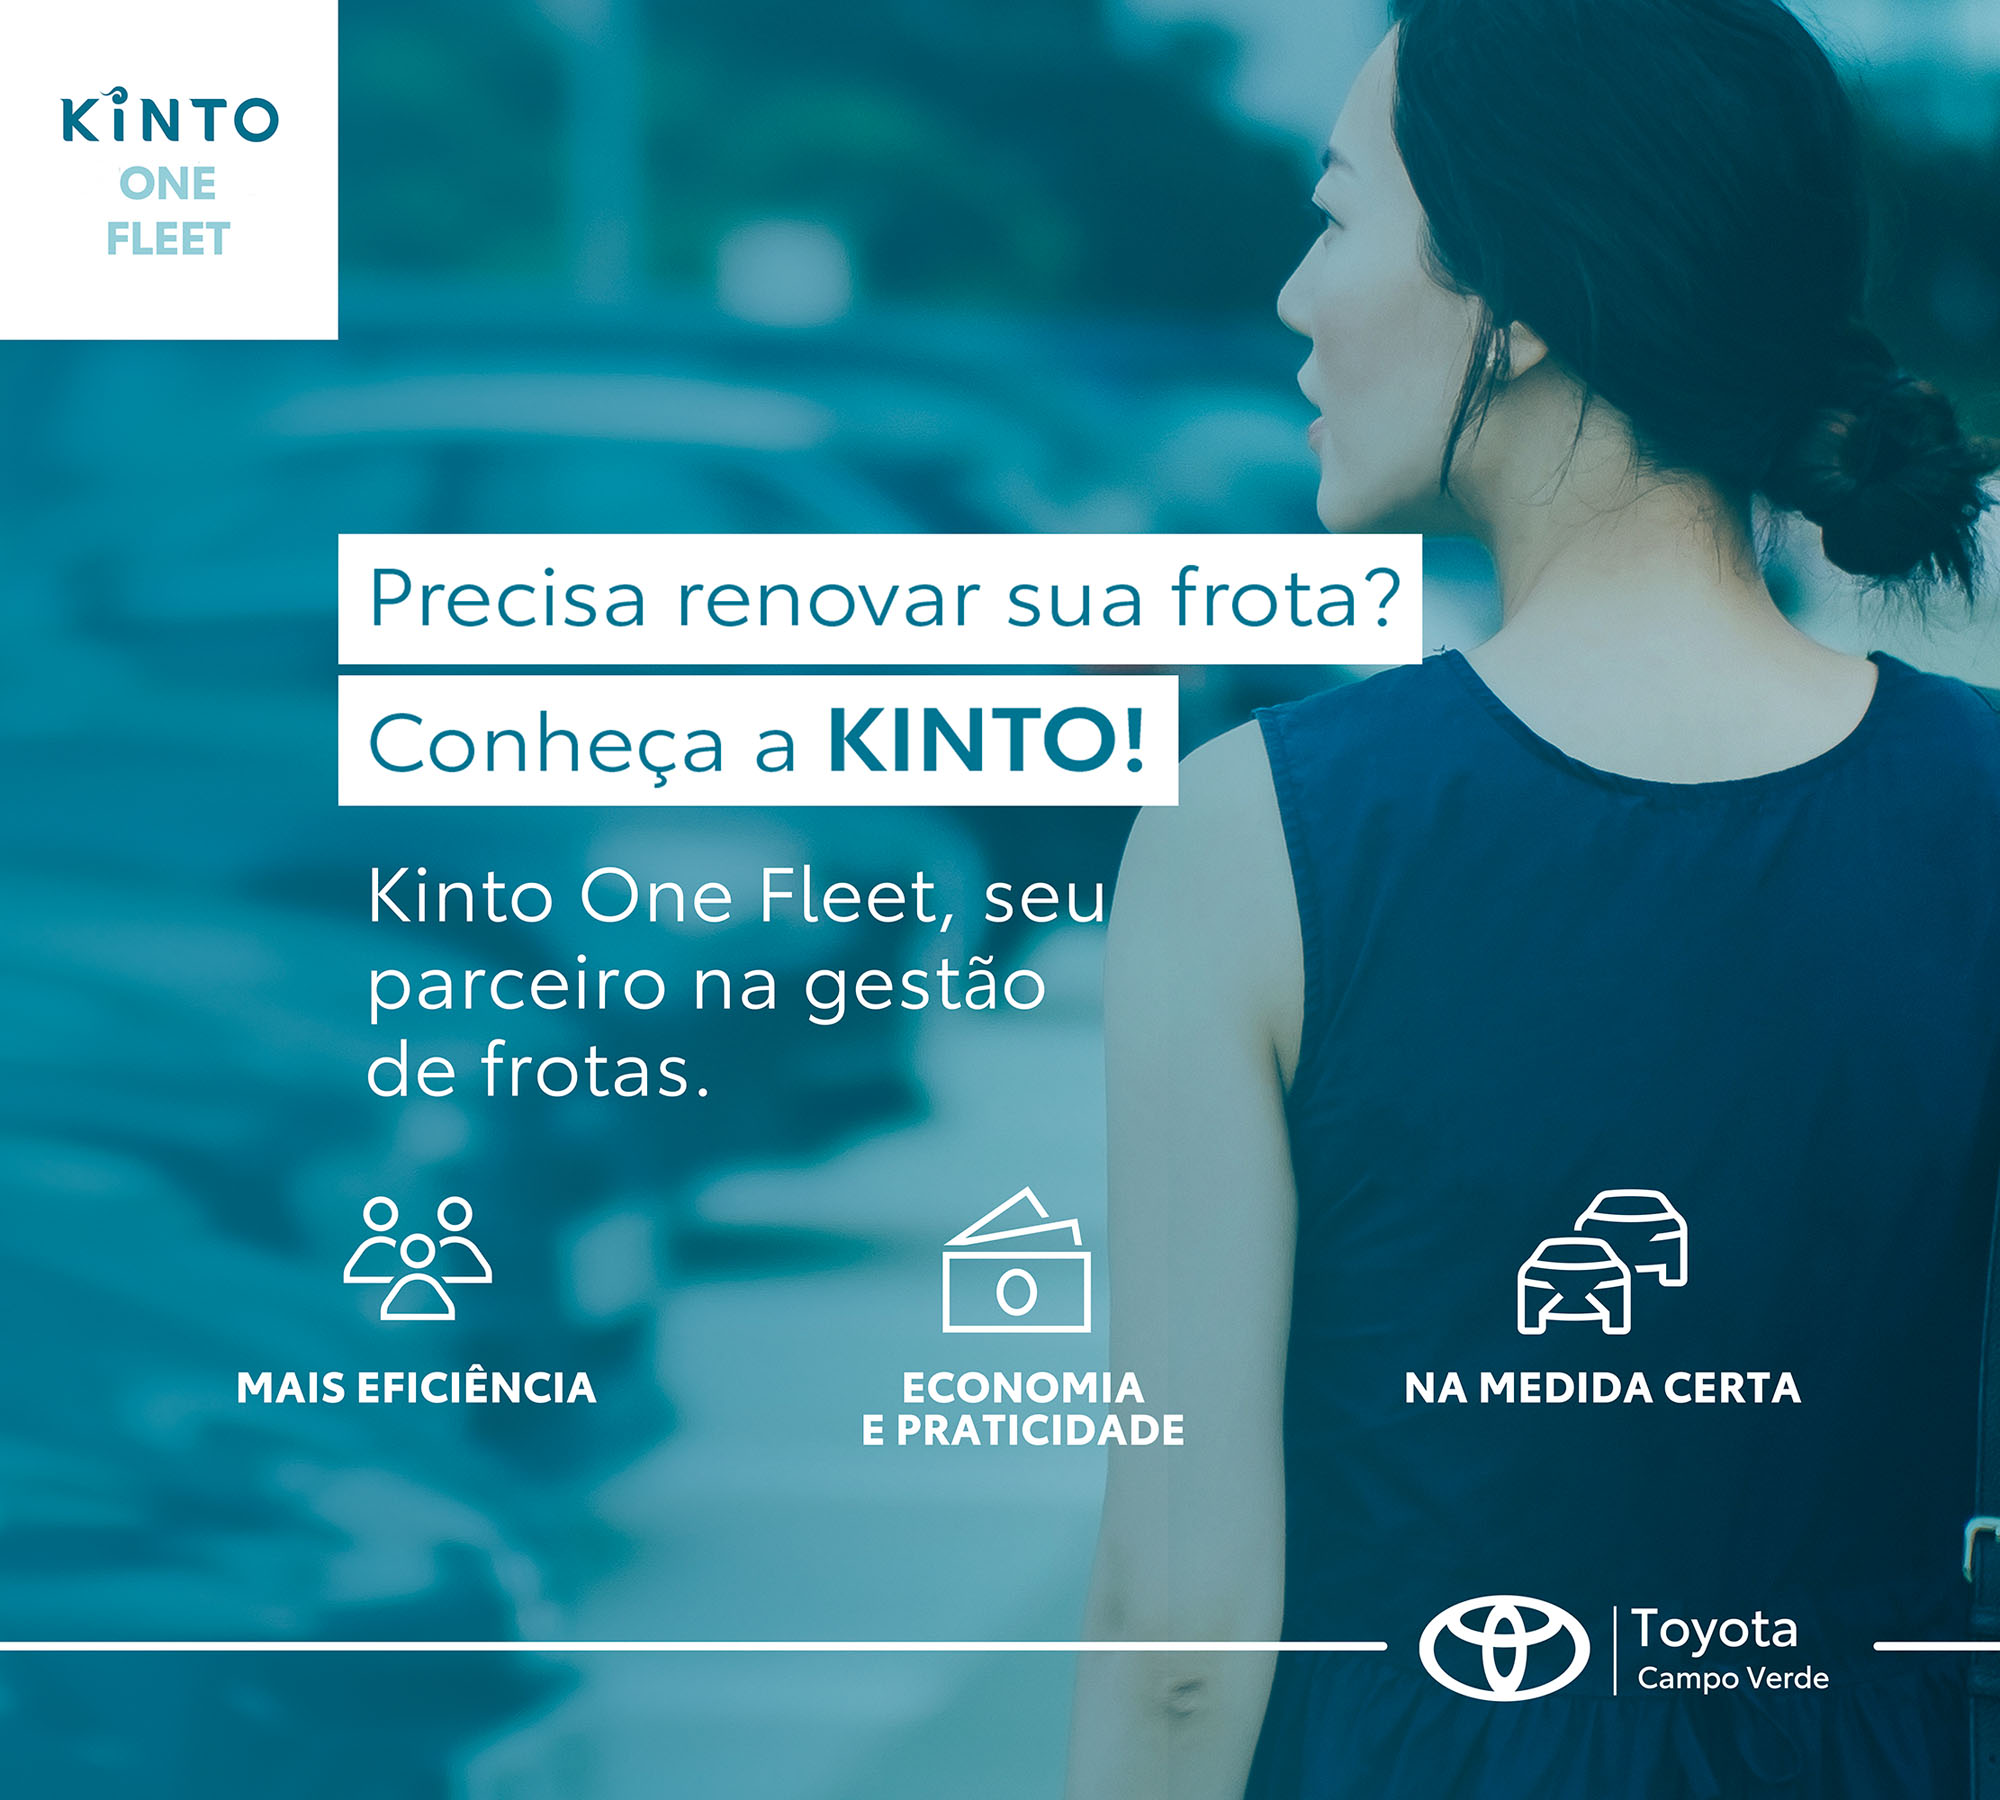 KINTO
ONE
FLEET
Precisa renovar sua frota?
Conheça a KINTO!
Kinto One Fleet, seu
parceiro na gestão
de frotas.
MAIS EFICIÊNCIA
ECONOMIA
E PRATICIDADE
NA MEDIDA CERTA
Toyota
Campo Verde